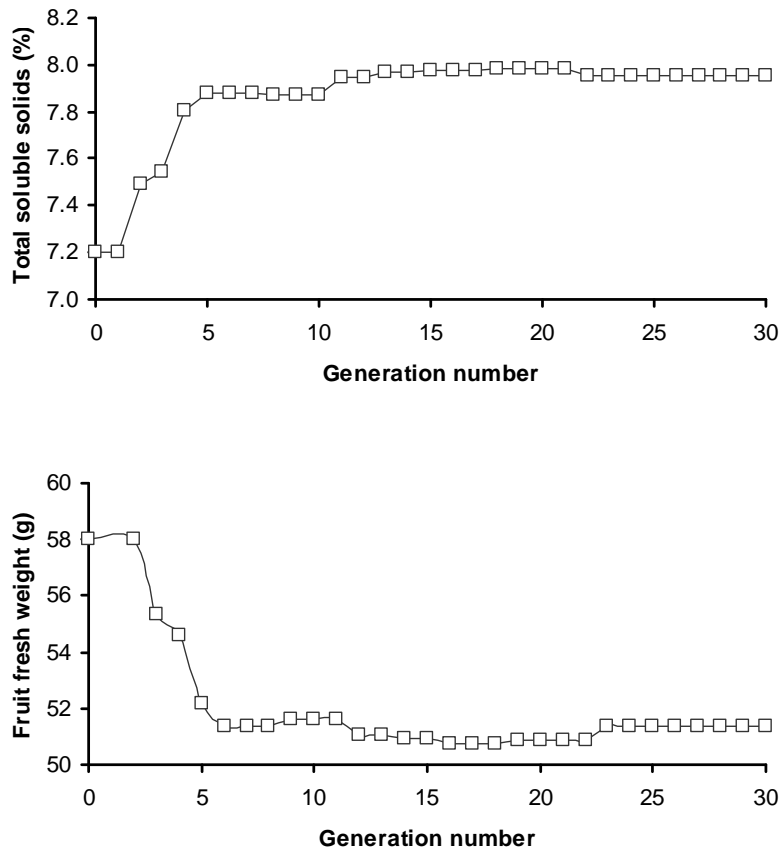 Total soluble solids (%)
8.2
8.0
7.8
7.6
7.4
7.2
7.0
0 5 10 15 20 25 30
Generation number
Fruit fresh weight (g)
60
58
56
54
52
50
0 5 10 15 20 25 30
Generation number